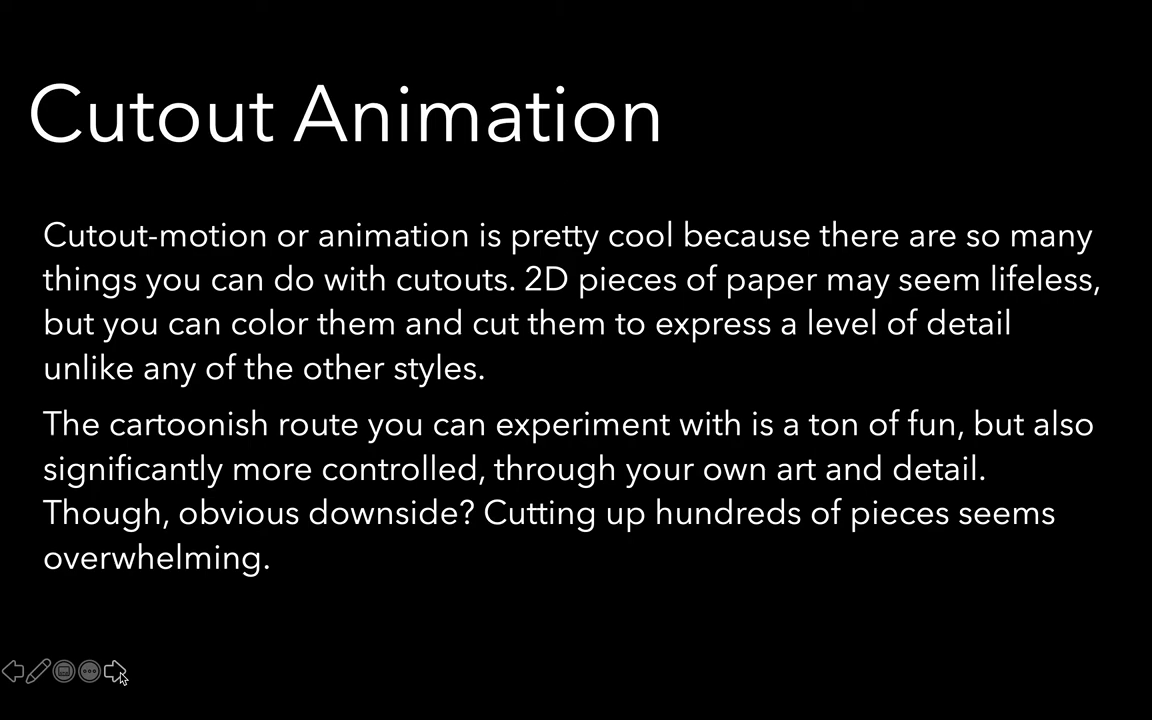 Cutout Animation
Cutout-motion or animation is pretty cool because there are so many
things you can do with cutouts. 2D pieces of paper may seem lifeless,
but you can color them and cut them to express a level of detail
unlike any of the other styles.
The cartoonish route you can experiment with is a ton of fun, but also
significantly more controlled, through your own art and detail.
Though, obvious downside? Cutting up hundreds of pieces seems
overwhelming.